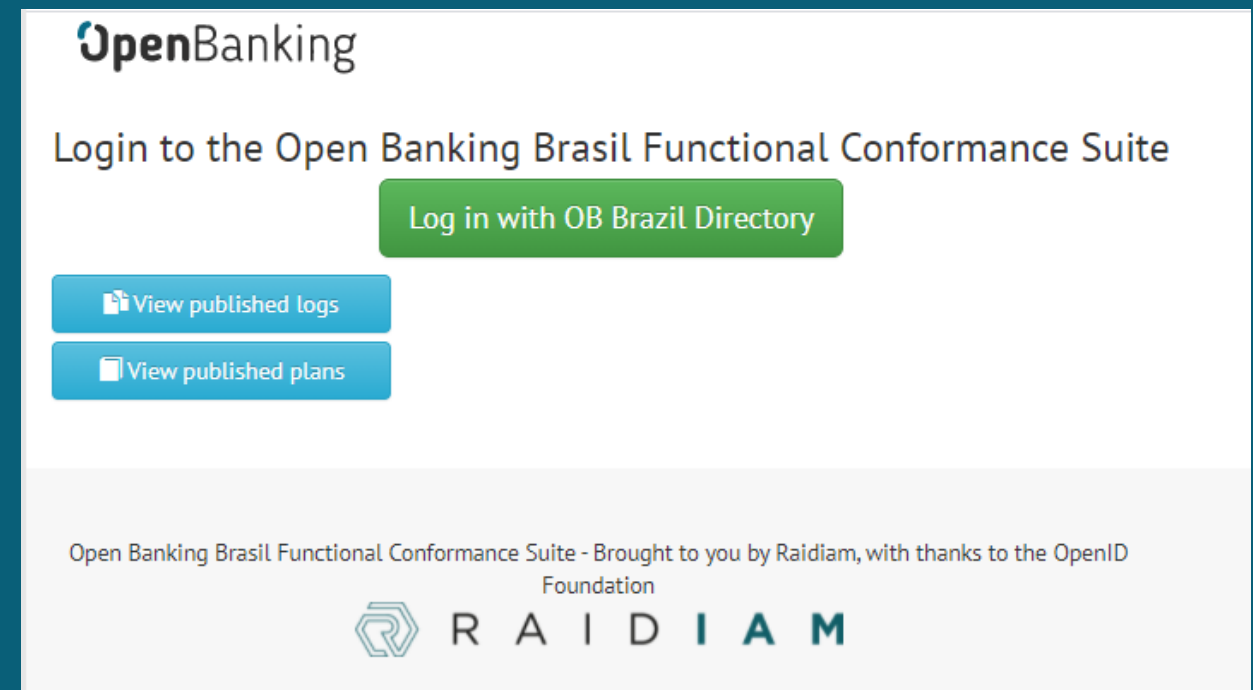 OpenBanking
Login to the Open Banking Brasil Functional Conformance Suite
Log in with OB Brazil Directory
View published logs
View published plans
Open Banking Brasil Functional Conformance Suite - Brought to you by Raidiam, with thanks to the OpenID
Foundation
RAIDIAM